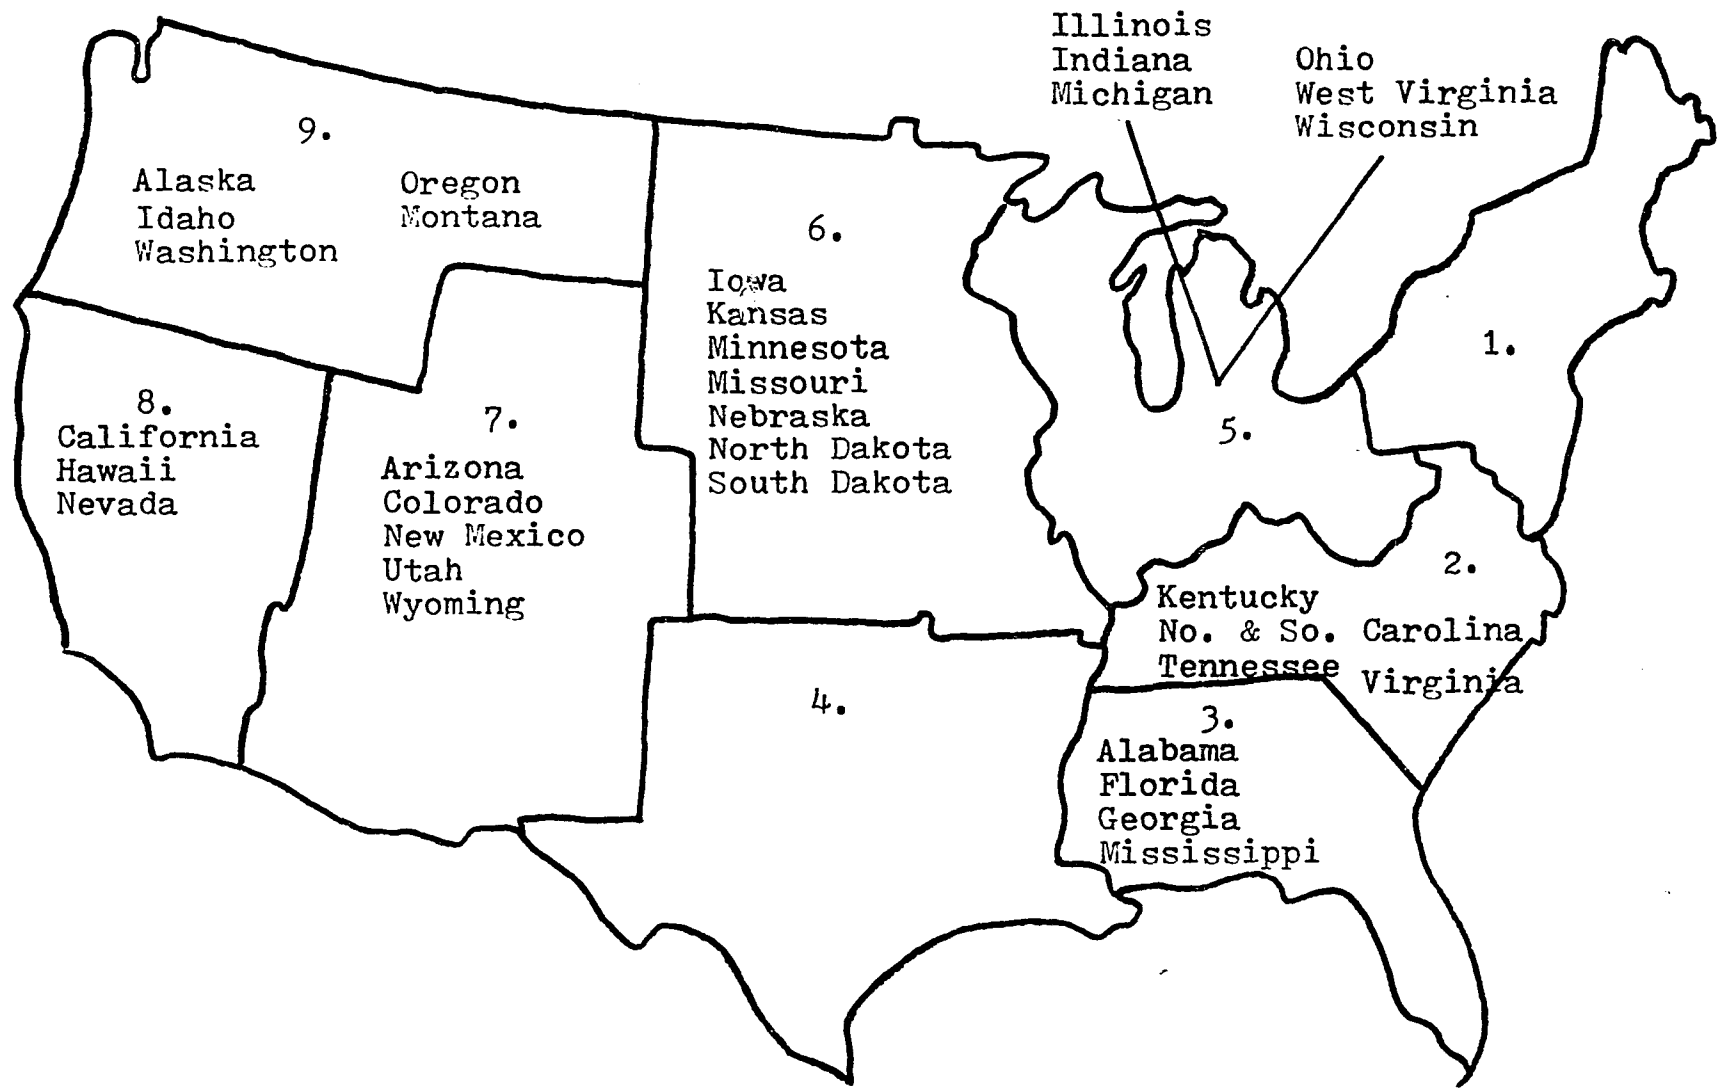 Illinois
Indiana
Michigan
Ohio
West Virginia
Wisconsin
9.
Alaska
Idaho
Washington
Oregon
Montana
6.
Iowa
Kansas
Minnesota
Missouri
Nebraska
North Dakota
South Dakota
1.
8.
California
Hawaii
Nevada
7.
Arizona
Colorado
New Mexico
Utah
Wyoming
5.
2.
Kentucky
No. & So. Carolina
Tennessee
Virginia
4.
3.
Alabama
Florida
Georgia
Mississippi